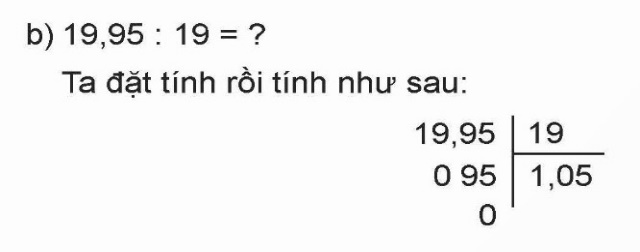 b) 19,95 : 19 = ?
Ta đặt tính rồi tính như sau:
19,95 | 19
0 95 | 1,05
0